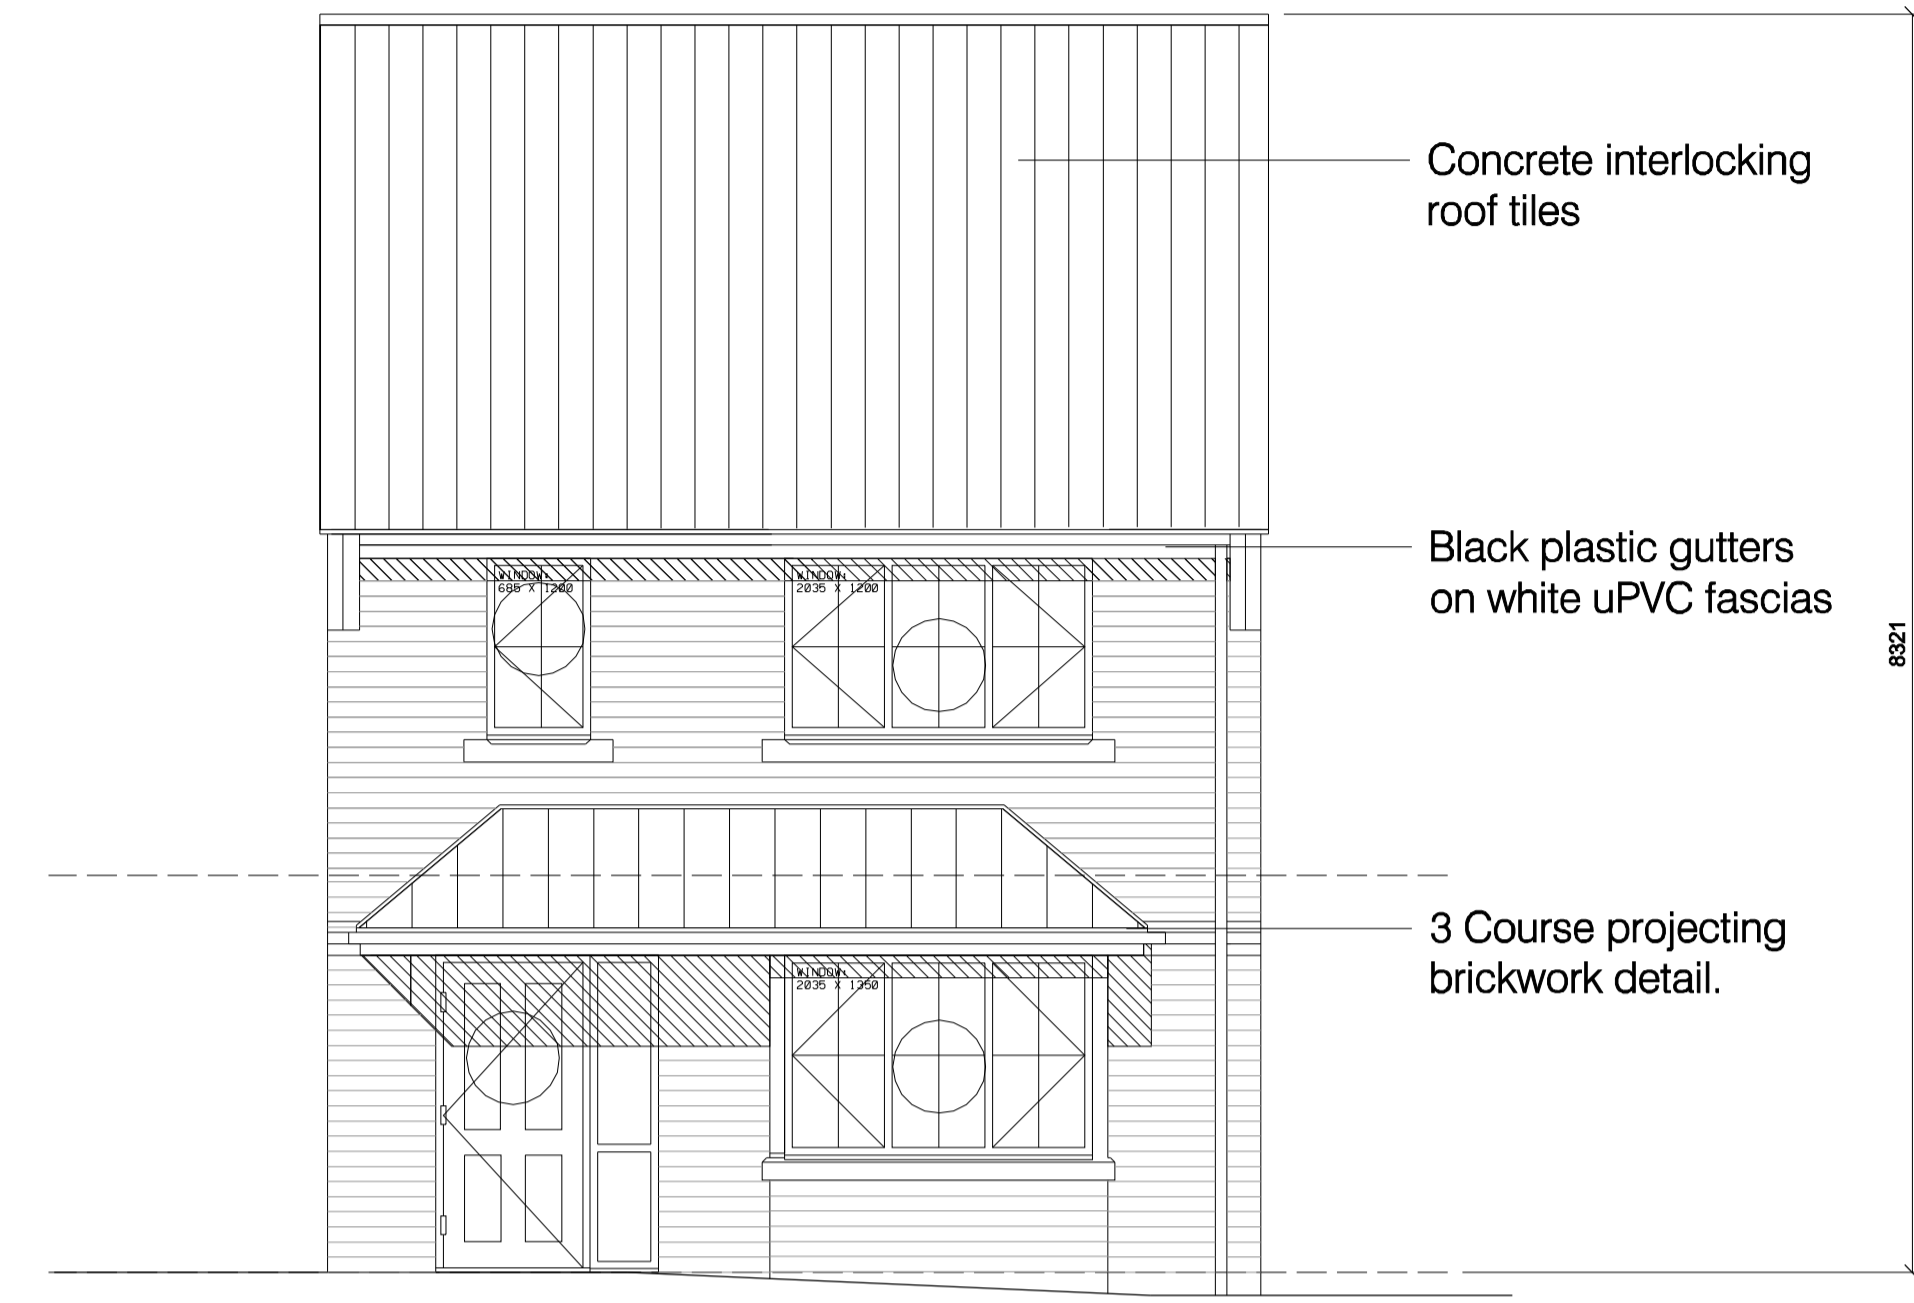 Concrete interlocking
roof tiles
Black plastic gutters
on white uPVC fascias
WINDOW:
685 X 1200
WINDOW:
2035 X 1200
8321
3 Course projecting
brickwork detail.
WINDOW:
2035 X 1350